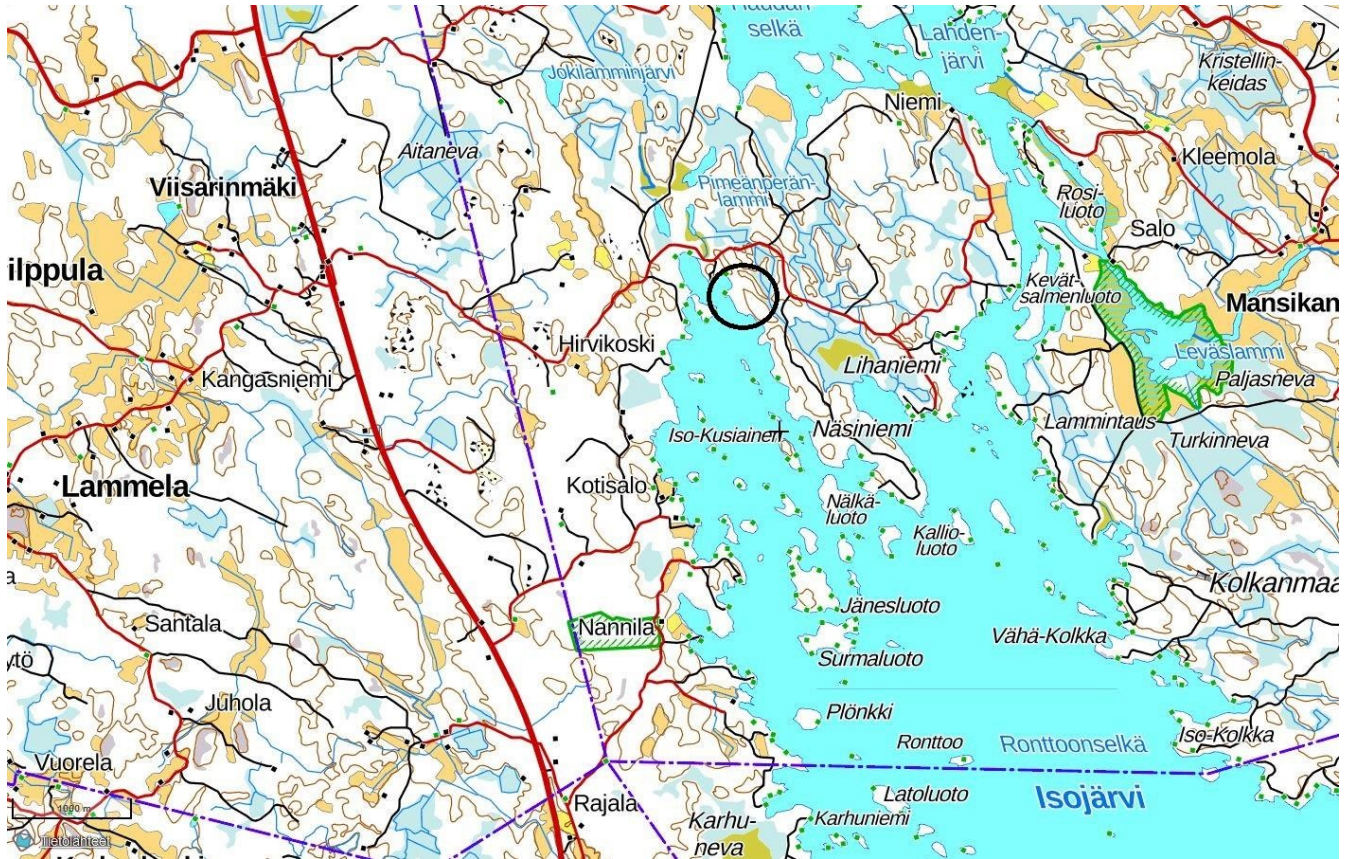 selkä
Lahden-
järvi
Kristellin-
keidas
Jokilamminjärvi
Niemi
Aitaneva
Kleemola
Viisarinmäki
Pimeänperän-
lammi
Rosi-
luoto
Salo
ilppula
Kevät-
salmenluoto
Mansikan
Hirvikoski
Lihaniemi
Leväslammi
Kangasniemi
Paljasneva
Iso-Kusiainen
Näsiniemi
Lammintaus
Turkinneva
Lammela
Kotisalo
Nälkä-
luoto
Kallio-
luoto
Kolkanmaa
Jänesluoto
Santala
Nännilä
Vähä-Kolkka
Surmaluoto
Juhola
Plönkki
Ronttoo
Ronttoonselkä
Iso-Kolkka
Vuorela
Isojärvi
Latoluoto
Rajala
1000 m
Karhuniemi
Karhu-
neva
Tietolähteet